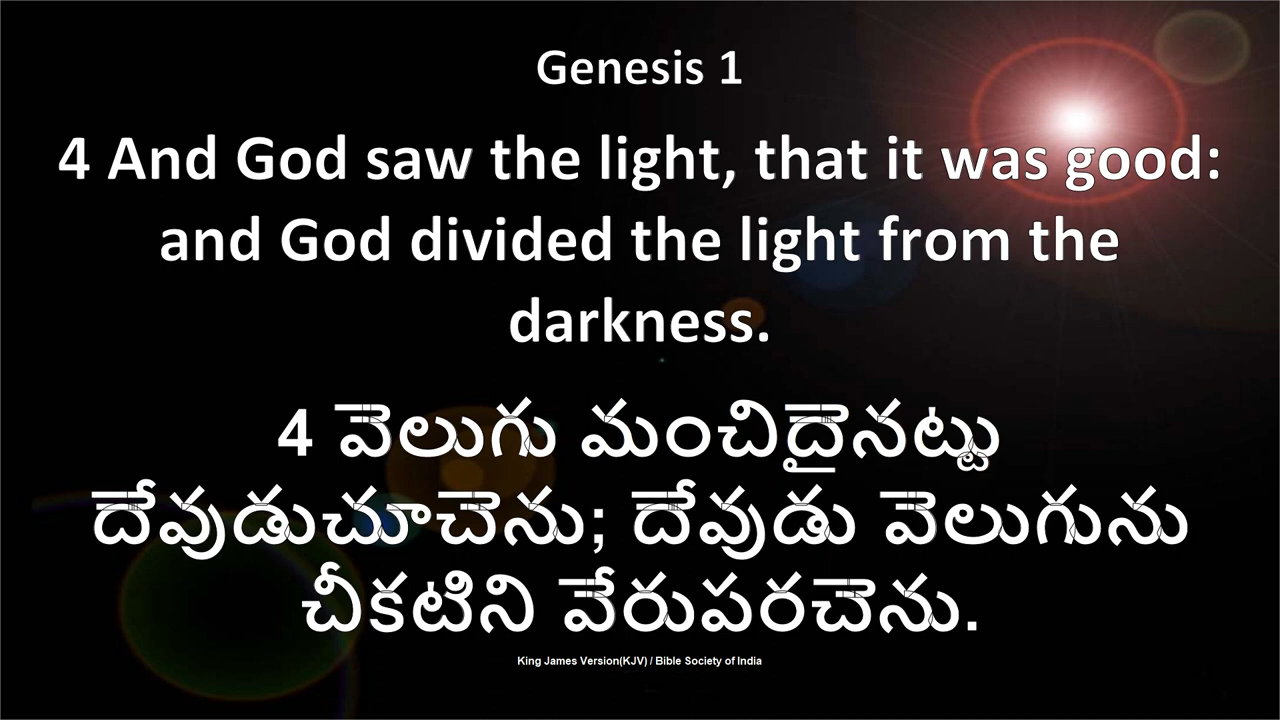 Genesis 1
4 And God saw the light, that it was good:
and God divided the light from the
darkness.
4 వెలుగు మంచిదైనట్టు
దేవుడుచూచెను; దేవుడు వెలుగును
చీకటిని వేరుపరచెను.
King James Version(KJV) / Bible Society of India